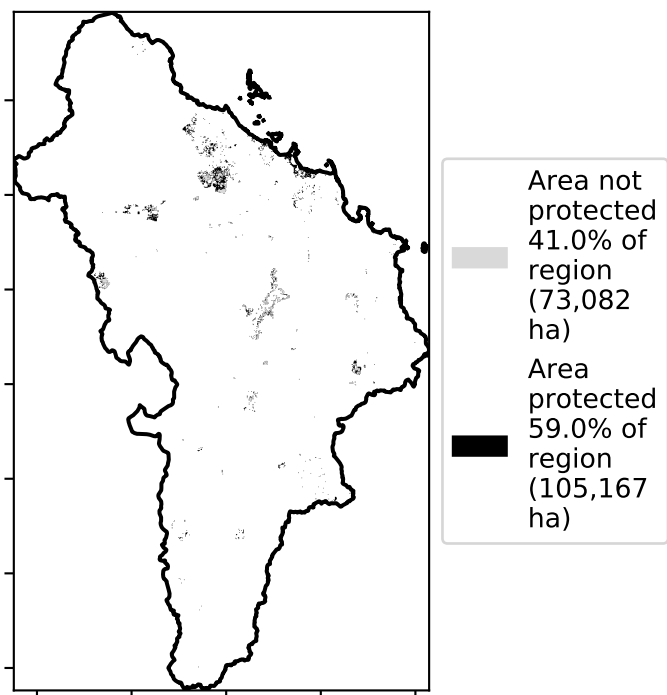 Area not
protected
41.0% of
region
(73,082
ha)
Area
protected
59.0% of
region
(105,167
ha)